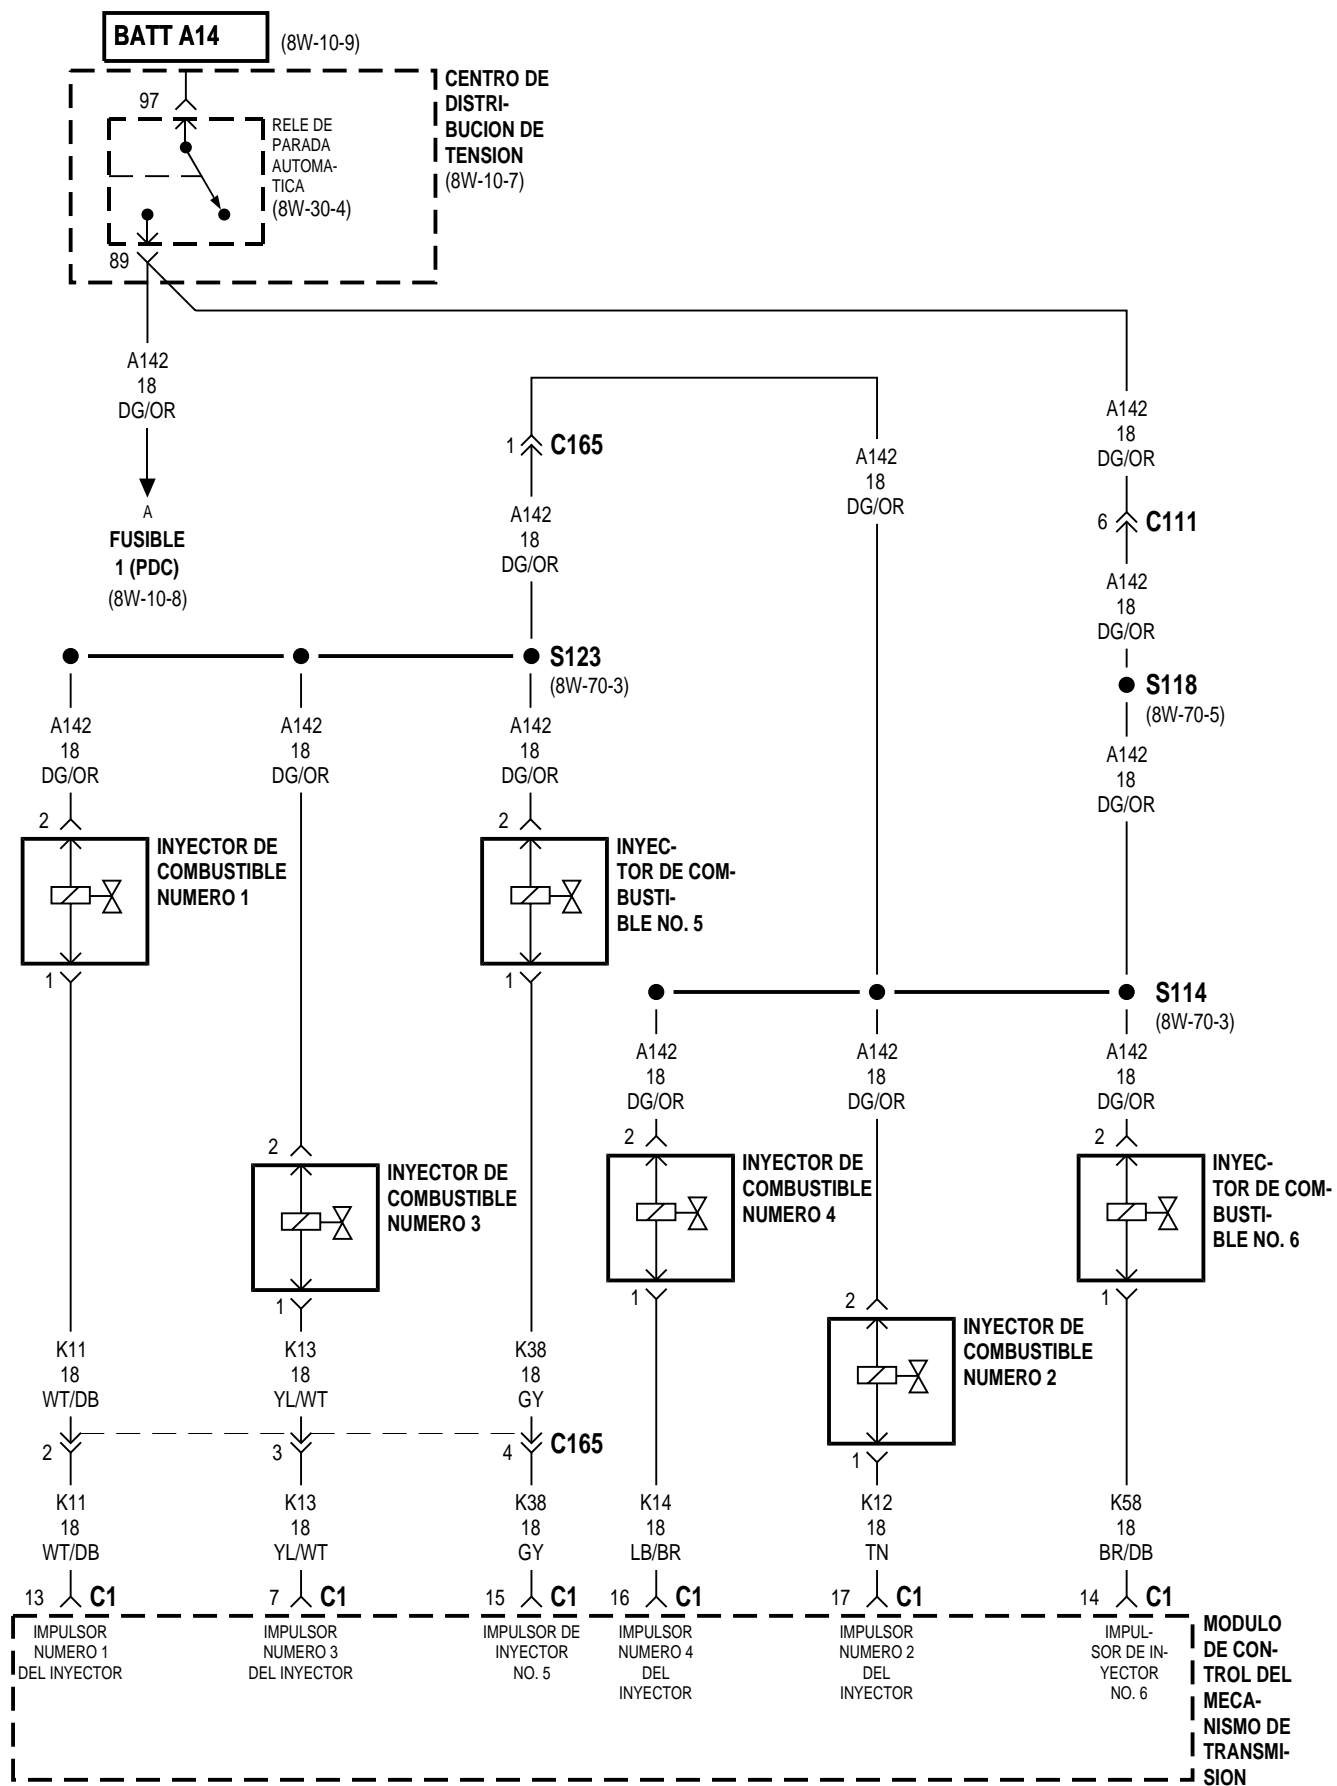 BATT A14
(8W-10-9)
CENTRO DE
DISTRI-
BUCION DE
TENSION
(8W-10-7)
97
RELE DE
PARADA
AUTOMA-
TICA
(8W-30-4)
89
A142
18
DG/OR
A
FUSIBLE
1 (PDC)
(8W-10-8)
1
C165
A142
18
DG/OR
A142
18
DG/OR
A142
18
DG/OR
6
C111
A142
18
DG/OR
S123
(8W-70-3)
S118
(8W-70-5)
A142
18
DG/OR
A142
18
DG/OR
A142
18
DG/OR
A142
18
DG/OR
2
INYECTOR DE
COMBUSTIBLE
NUMERO 1
1
2
INYEC-
TOR DE COM-
BUSTI-
BLE NO. 5
1
S114
(8W-70-3)
A142
18
DG/OR
A142
18
DG/OR
A142
18
DG/OR
2
INYECTOR DE
COMBUSTIBLE
NUMERO 3
1
2
INYECTOR DE
COMBUSTIBLE
NUMERO 4
1
2
INYEC-
TOR DE COM-
BUSTI-
BLE NO. 6
1
2
INYECTOR DE
COMBUSTIBLE
NUMERO 2
1
K11
18
WT/DB
K13
18
YL/WT
K38
18
GY
2
3
4
C165
K11
18
WT/DB
K13
18
YL/WT
K38
18
GY
K14
18
LB/BR
K12
18
TN
K58
18
BR/DB
13
C1
7
C1
15
C1
16
C1
17
C1
14
C1
IMPULSOR
NUMERO 1
DEL INYECTOR
IMPULSOR
NUMERO 3
DEL INYECTOR
IMPULSOR DE
INYECTOR
NO. 5
IMPULSOR
NUMERO 4
DEL
INYECTOR
IMPULSOR
NUMERO 2
DEL
INYECTOR
IMPUL-
SOR DE IN-
YECTOR
NO. 6
MODULO
DE CON-
TROL DEL
MECA-
NISMO DE
TRANSMI-
SION